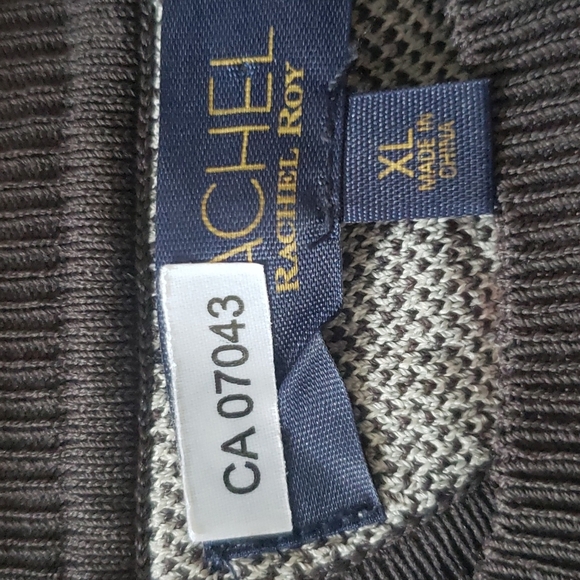 RACHEL
RACHEL ROY
XL
MADE IN
CHINA
CA 07043